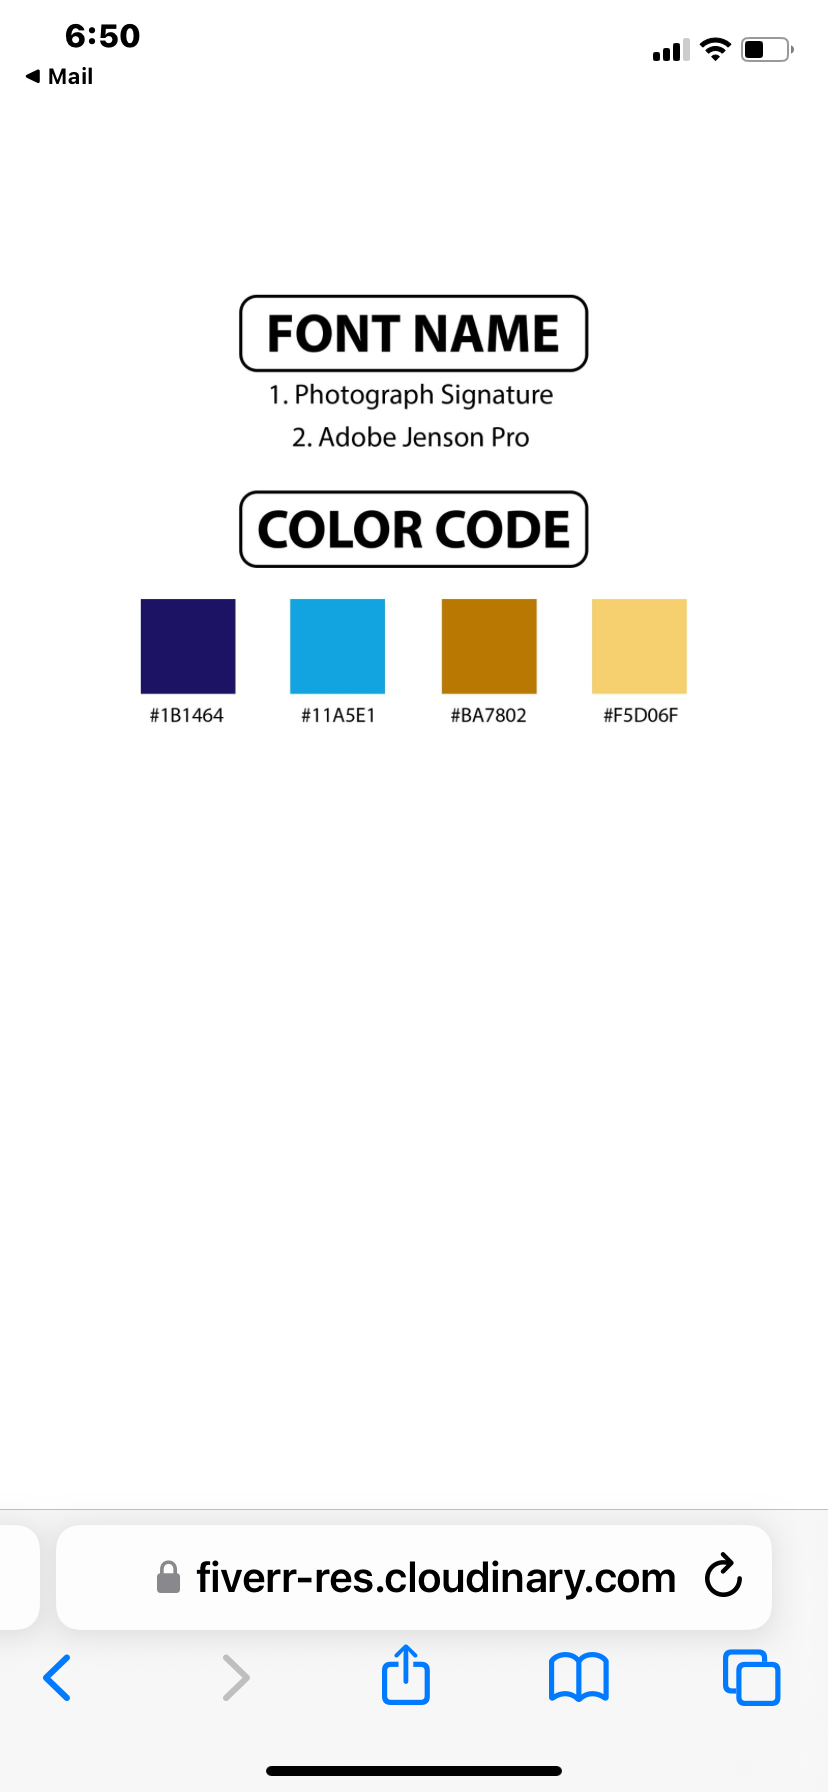 6:50
◀ Mail
FONT NAME
1. Photograph Signature
2. Adobe Jenson Pro
COLOR CODE
#1B1464 #11A5E1 #BA7802 #F5D06F
fiverr-res.cloudinary.com